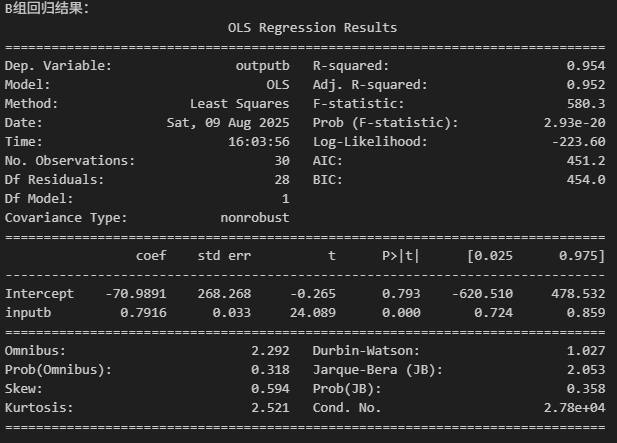 B组回归结果：
                            OLS Regression Results
==============================================================================
Dep. Variable:                outputb   R-squared:                       0.954
Model:                            OLS   Adj. R-squared:                  0.952
Method:                 Least Squares   F-statistic:                     580.3
Date:                Sat, 09 Aug 2025   Prob (F-statistic):           2.93e-20
Time:                        16:03:56   Log-Likelihood:                -223.60
No. Observations:                  30   AIC:                             451.2
Df Residuals:                      28   BIC:                             454.0
Df Model:                           1
Covariance Type:            nonrobust
==============================================================================
                 coef    std err          t      P>|t|      [0.025      0.975]
------------------------------------------------------------------------------
Intercept    -70.9891    268.268     -0.265      0.793    -620.510     478.532
inputb         0.7916      0.033     24.089      0.000       0.724       0.859
==============================================================================
Omnibus:                        2.292   Durbin-Watson:                   1.027
Prob(Omnibus):                  0.318   Jarque-Bera (JB):                2.053
Skew:                           0.594   Prob(JB):                        0.358
Kurtosis:                       2.521   Cond. No.                     2.78e+04
==============================================================================